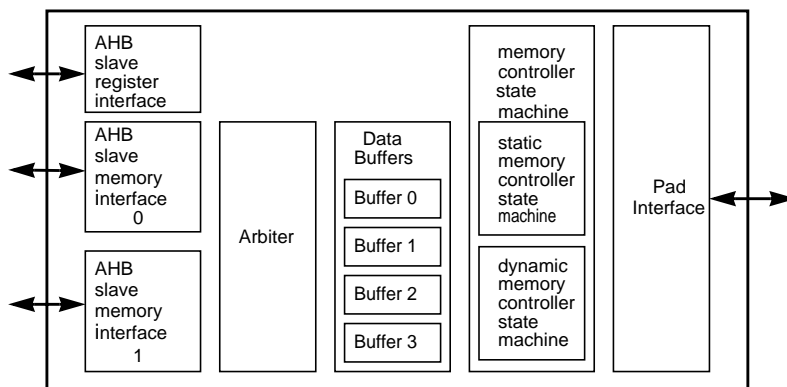 AHB
slave
register
interface
AHB
slave
memory
interface
0
AHB
slave
memory
interface
1
Arbiter
Data
Buffers
Buffer 0
Buffer 1
Buffer 2
Buffer 3
memory
controller
state
machine
static
memory
controller
state
machine
dynamic
memory
controller
state
machine
Pad
Interface